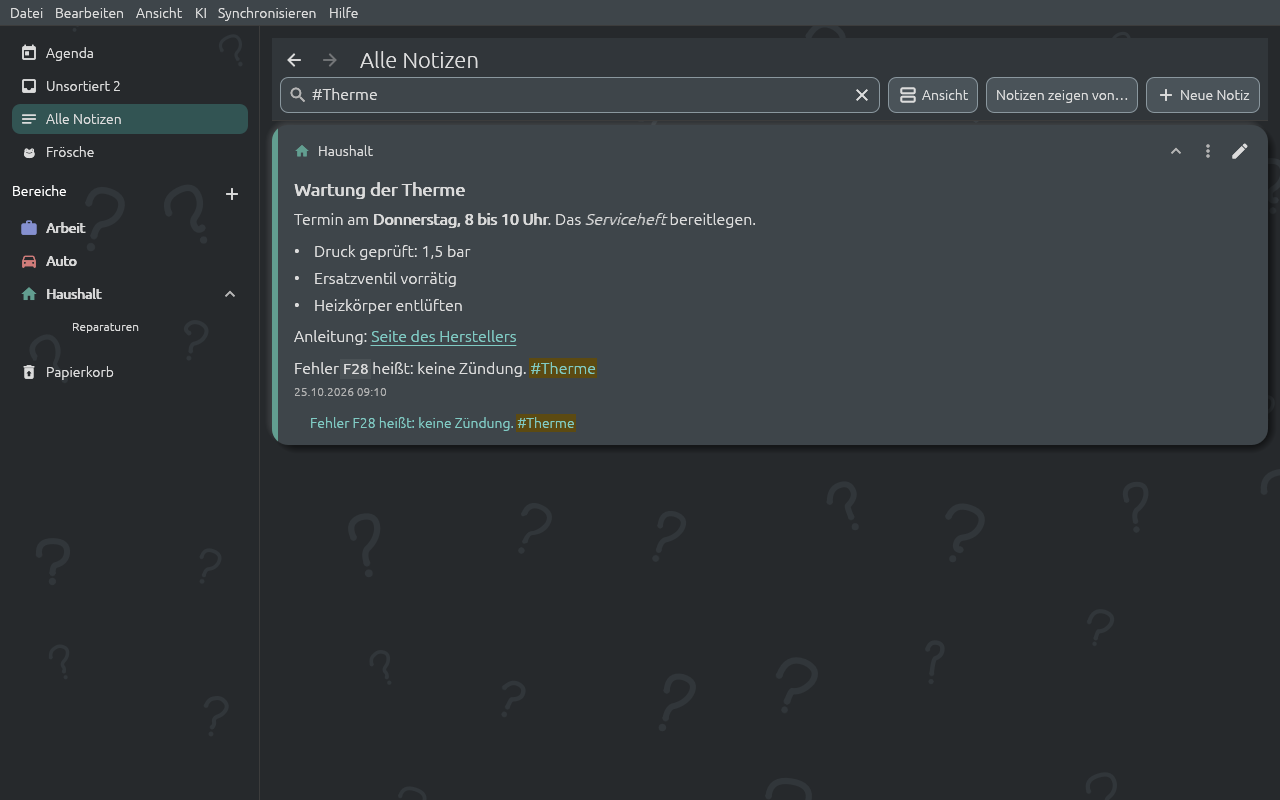 Datei Bearbeiten Ansicht KI Synchronisieren Hilfe
Agenda
Unsortiert 2
Alle Notizen
Frösche
Bereiche
Arbeit
Auto
Haushalt
Reparaturen
Papierkorb
Alle Notizen
#Therme
Ansicht
Notizen zeigen von...
Neue Notiz
Haushalt
Wartung der Therme
Termin am Donnerstag, 8 bis 10 Uhr. Das Serviceheft bereitlegen.
• Druck geprüft: 1,5 bar
• Ersatzventil vorrätig
• Heizkörper entlüften
Anleitung: Seite des Herstellers
Fehler F28 heißt: keine Zündung. #Therme
25.10.2026 09:10
Fehler F28 heißt: keine Zündung. #Therme